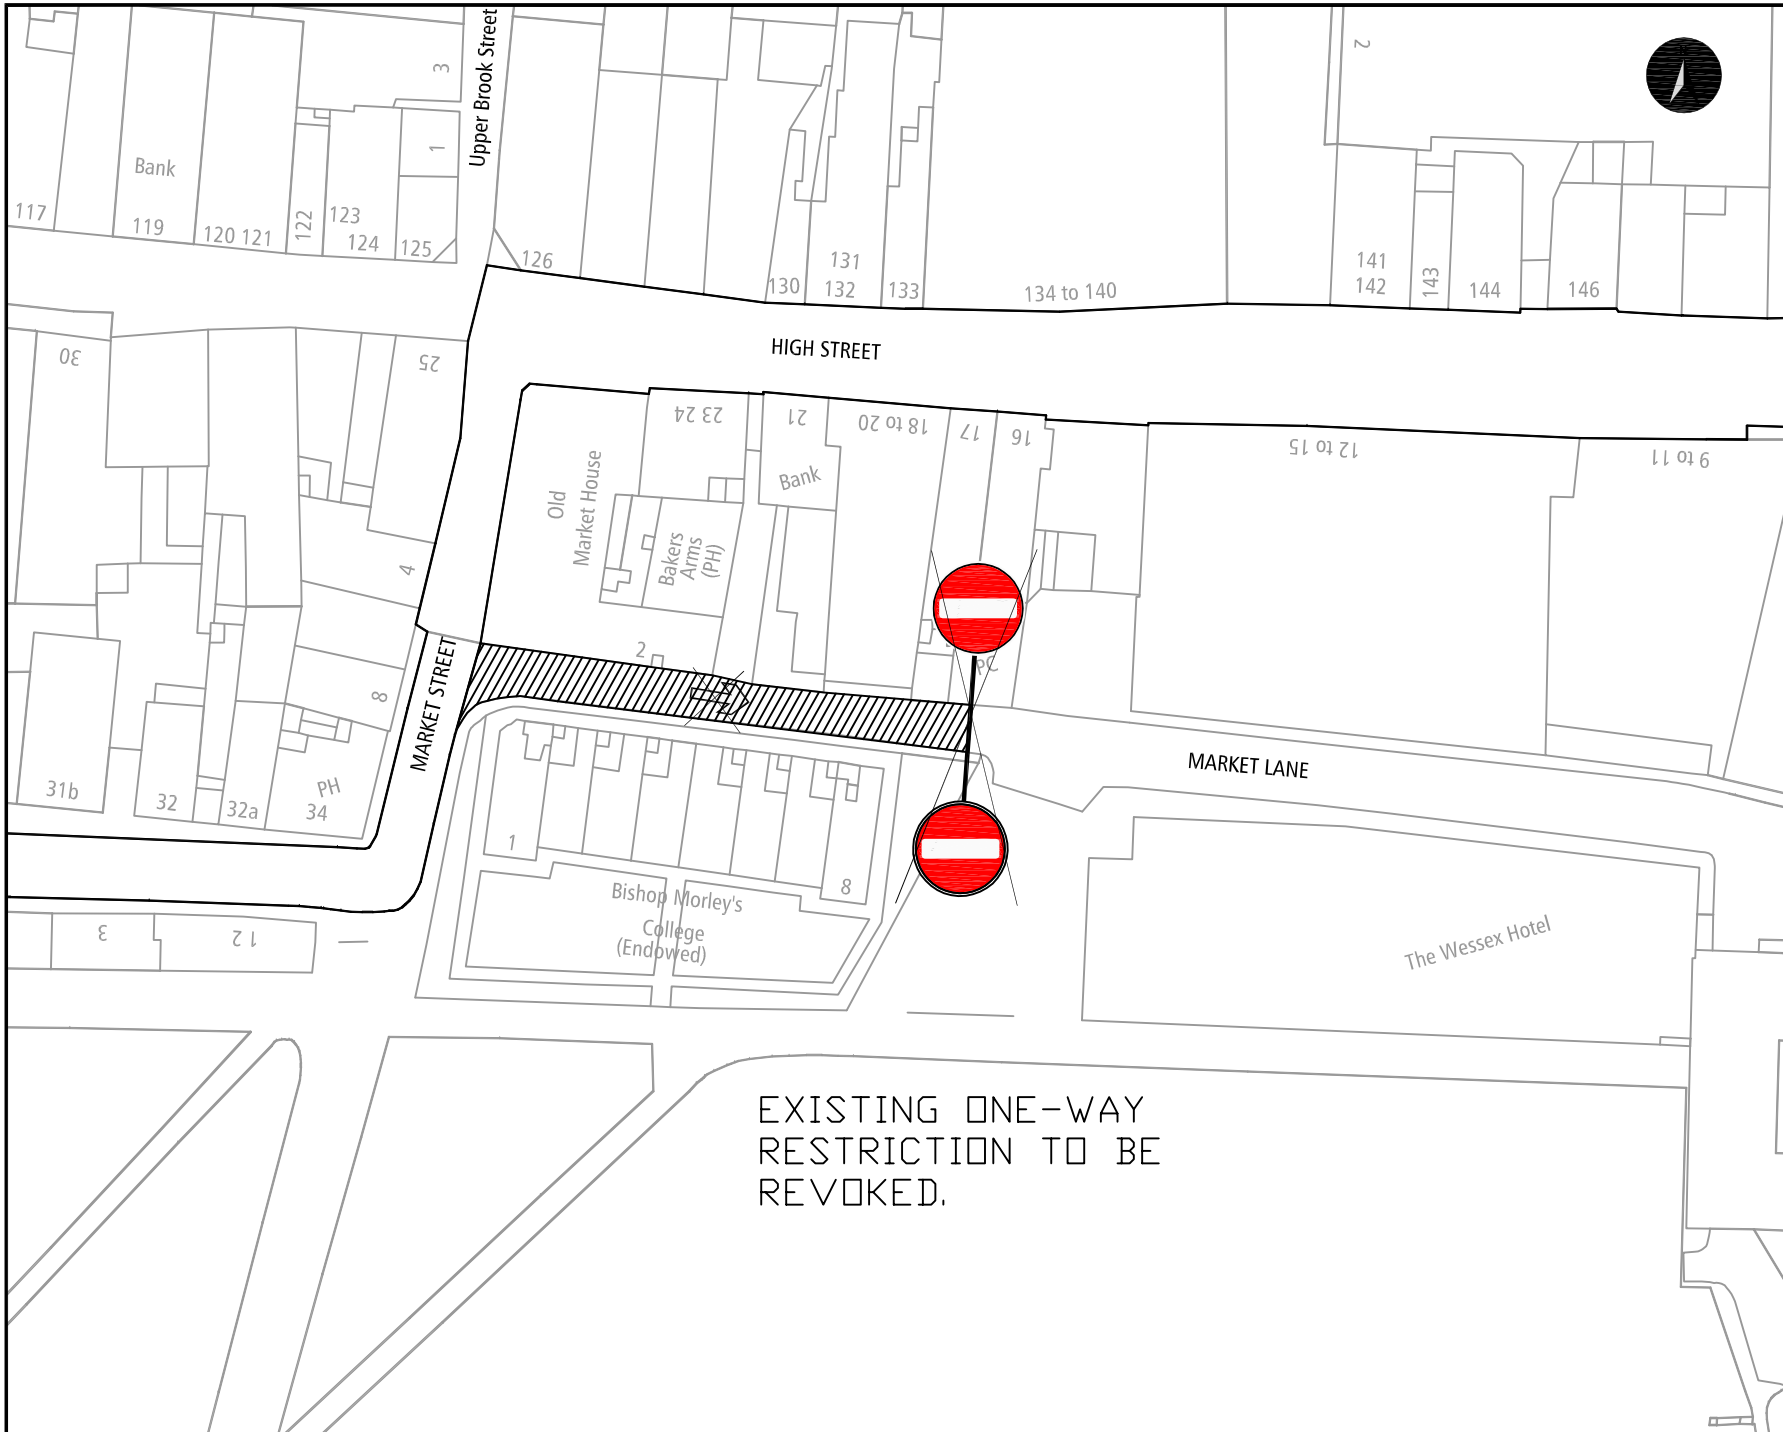 Upper Brook Street
3
2
1
Bank
117
119
120 121
122
123
124
125
126
130
131
132
133
134 to 140
141
142
143
144
146
HIGH STREET
30
25
23 24
21
18 to 20
17
16
12 to 15
9 to 11
Old
Market House
Bakers
Arms
(PH)
Bank
4
2
PC
8
MARKET STREET
MARKET LANE
31b
32
32a
PH
34
1
8
Bishop Morley's
College
(Endowed)
The Wessex Hotel
3
1 2
EXISTING ONE-WAY
RESTRICTION TO BE
REVOKED.